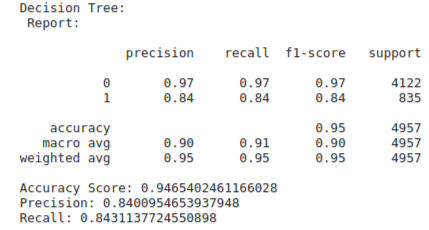 Decision Tree:
Report:
precision recall f1-score support
0 0.97 0.97 0.97 4122
1 0.84 0.84 0.84 835
accuracy 0.95 4957
macro avg 0.90 0.91 0.90 4957
weighted avg 0.95 0.95 0.95 4957
Accuracy Score: 0.9465402461166028
Precision: 0.8400954653937948
Recall: 0.8431137724550898